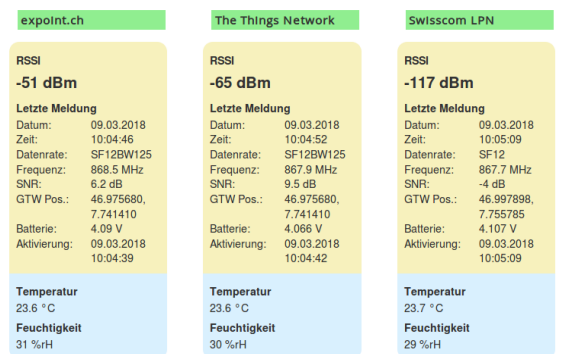 expoint.ch
RSSI
-51 dBm
Letzte Meldung
Datum: 09.03.2018
Zeit: 10:04:46
Datenrate: SF12BW125
Frequenz: 868.5 MHz
SNR: 6.2 dB
GTW Pos.: 46.975680,
7.741410
Batterie: 4.09 V
Aktivierung: 09.03.2018
10:04:39
Temperatur
23.6 °C
Feuchtigkeit
31 %rH
The Things Network
RSSI
-65 dBm
Letzte Meldung
Datum: 09.03.2018
Zeit: 10:04:52
Datenrate: SF12BW125
Frequenz: 867.9 MHz
SNR: 9.5 dB
GTW Pos.: 46.975680,
7.741410
Batterie: 4.066 V
Aktivierung: 09.03.2018
10:04:42
Temperatur
23.6 °C
Feuchtigkeit
30 %rH
Swisscom LPN
RSSI
-117 dBm
Letzte Meldung
Datum: 09.03.2018
Zeit: 10:05:09
Datenrate: SF12
Frequenz: 867.7 MHz
SNR: -4 dB
GTW Pos.: 46.997898,
7.755785
Batterie: 4.107 V
Aktivierung: 09.03.2018
10:05:09
Temperatur
23.7 °C
Feuchtigkeit
29 %rH